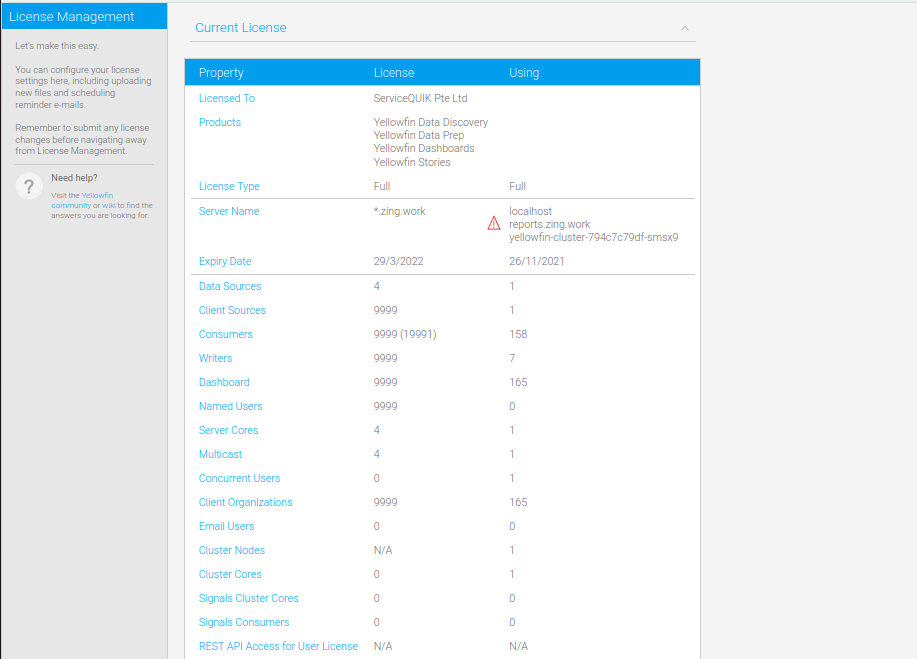 License Management
Let's make this easy.
You can configure your license
settings here, including uploading
new files and scheduling
reminder e-mails.
Remember to submit any license
changes before navigating away
from License Management.
?
Need help?
Visit the Yellowfin
community or wiki to find the
answers you are looking for.
Current License
Property License Using
Licensed To ServiceQUIK Pte Ltd
Products Yellowfin Data Discovery
Yellowfin Data Prep
Yellowfin Dashboards
Yellowfin Stories
License Type Full Full
Server Name *.zing.work localhost
reports.zing.work
yellowfin-cluster-794c7c79df-smsx9
Expiry Date 29/3/2022 26/11/2021
Data Sources 4 1
Client Sources 9999 1
Consumers 9999 (19991) 158
Writers 9999 7
Dashboard 9999 165
Named Users 9999 0
Server Cores 4 1
Multicast 4 1
Concurrent Users 0 1
Client Organizations 9999 165
Email Users 0 0
Cluster Nodes N/A 1
Cluster Cores 0 1
Signals Cluster Cores 0 0
Signals Consumers 0 0
REST API Access for User License N/A N/A